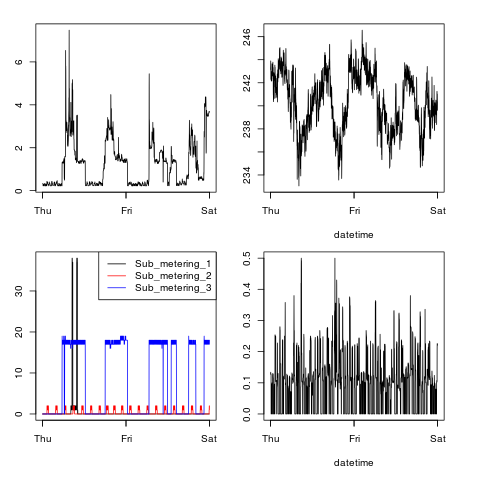 6
4
2
0
Thu
Fri
Sat
246
242
238
234
Thu
Fri
Sat
datetime
30
20
10
0
Sub_metering_1
Sub_metering_2
Sub_metering_3
Thu
Fri
Sat
0.5
0.4
0.3
0.2
0.1
0.0
Thu
Fri
Sat
datetime